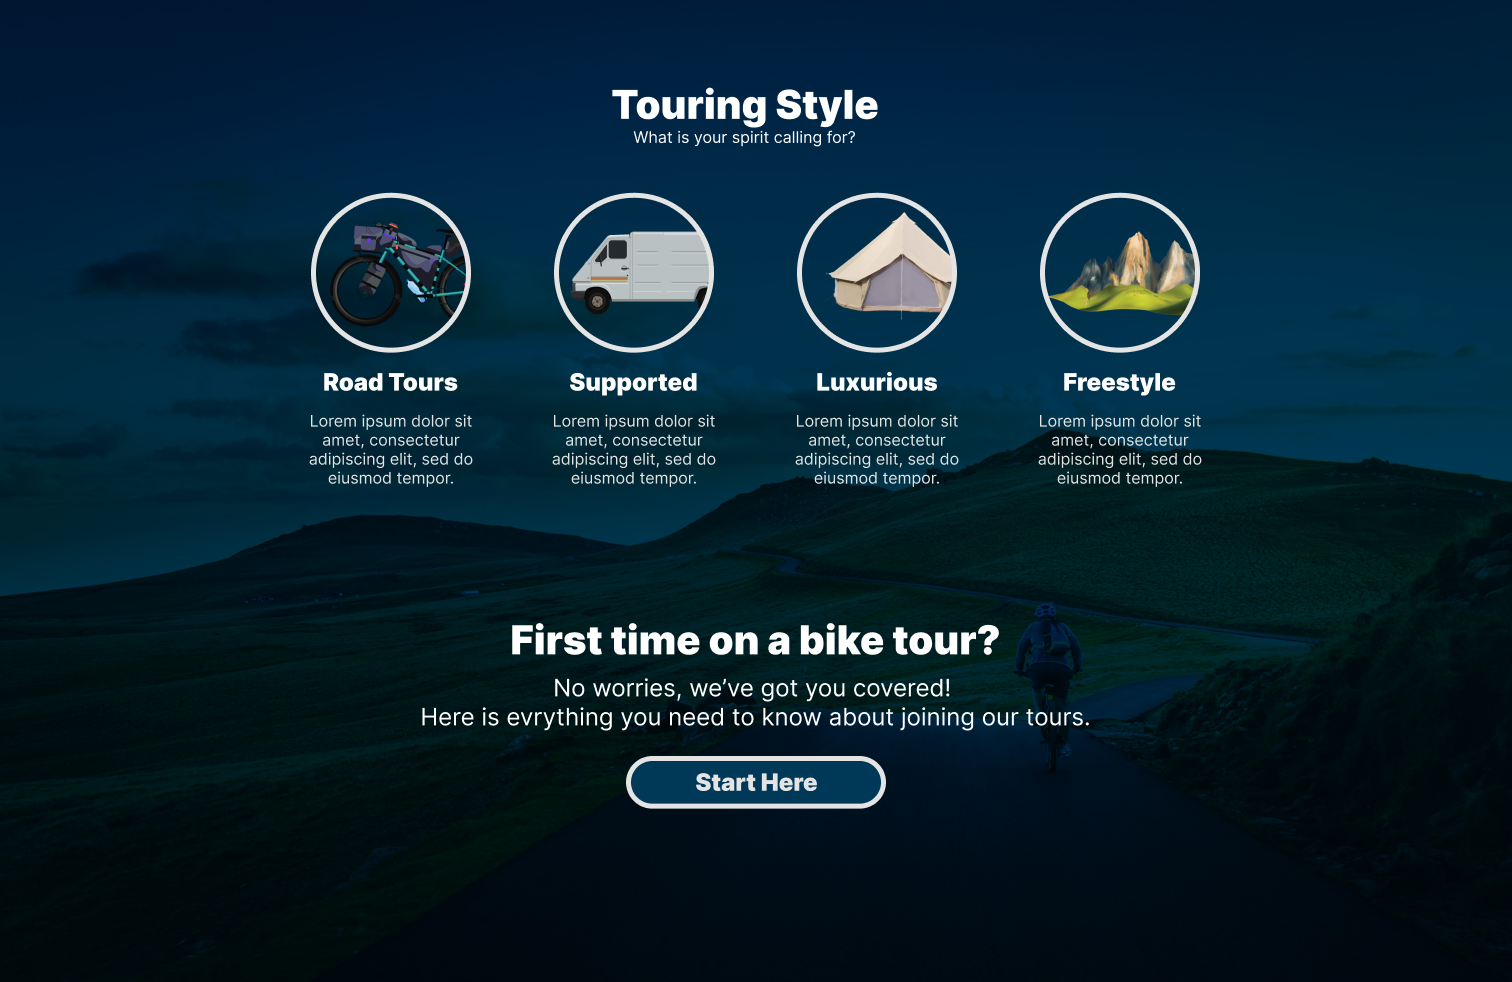 Touring Style
What is your spirit calling for?
Road Tours
Lorem ipsum dolor sit
amet, consectetur
adipiscing elit, sed do
eiusmod tempor.
Supported
Lorem ipsum dolor sit
amet, consectetur
adipiscing elit, sed do
eiusmod tempor.
Luxurious
Lorem ipsum dolor sit
amet, consectetur
adipiscing elit, sed do
eiusmod tempor.
Freestyle
Lorem ipsum dolor sit
amet, consectetur
adipiscing elit, sed do
eiusmod tempor.
First time on a bike tour?
No worries, we’ve got you covered!
Here is evrything you need to know about joining our tours.
Start Here